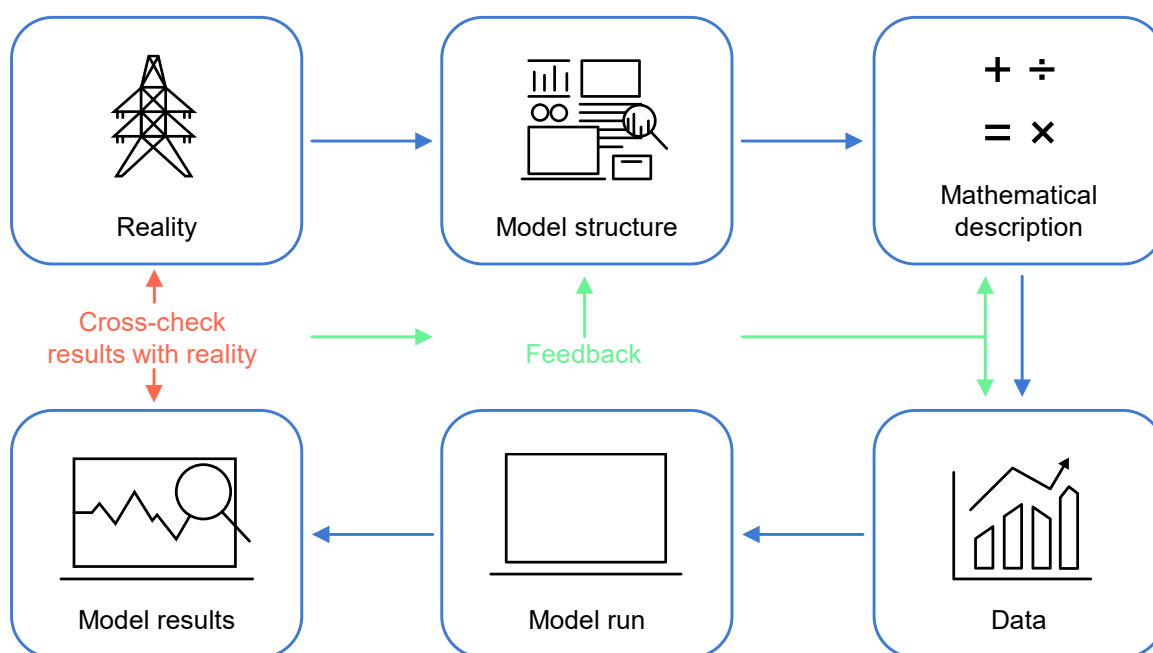 + ÷
= ×
Reality
Model structure
Mathematical
description
Cross-check
results with reality
Feedback
Model results
Model run
Data